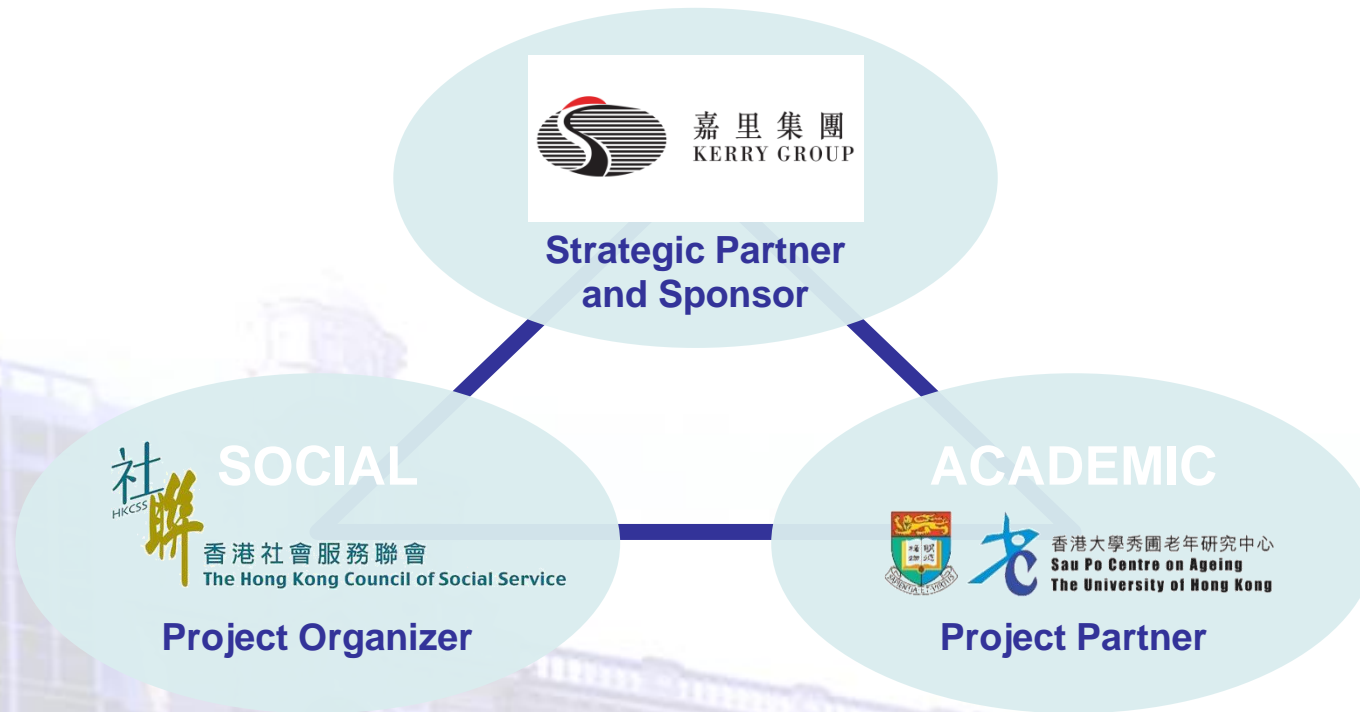 嘉里集團
KERRY GROUP
Strategic Partner
and Sponsor
SOCIAL
社聯
HKCSS
香港社會服務聯會
The Hong Kong Council of Social Service
Project Organizer
ACADEMIC
老
香港大學秀圃老年研究中心
Sau Po Centre on Ageing
The University of Hong Kong
Project Partner